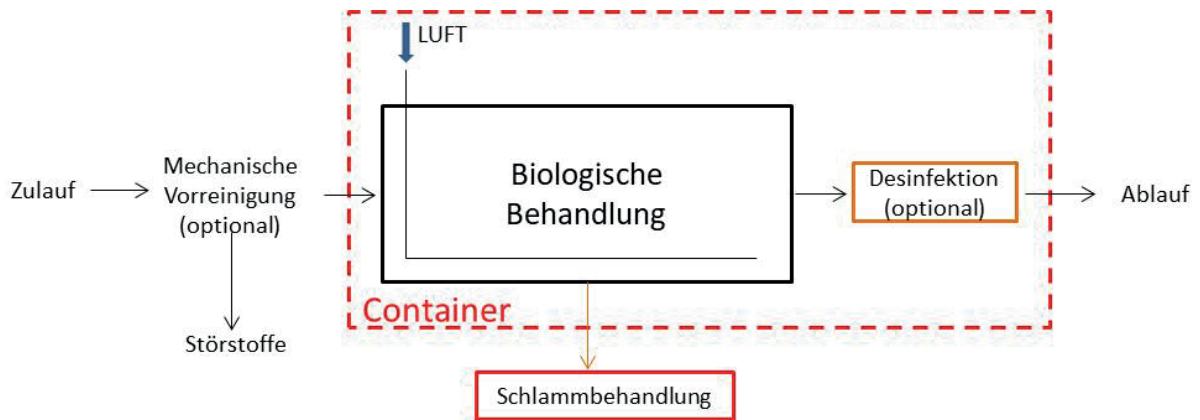 LUFT
Zulauf
Mechanische
Vorreinigung
(optional)
Störstoffe
Biologische
Behandlung
Desinfektion
(optional)
Ablauf
Container
Schlammbehandlung